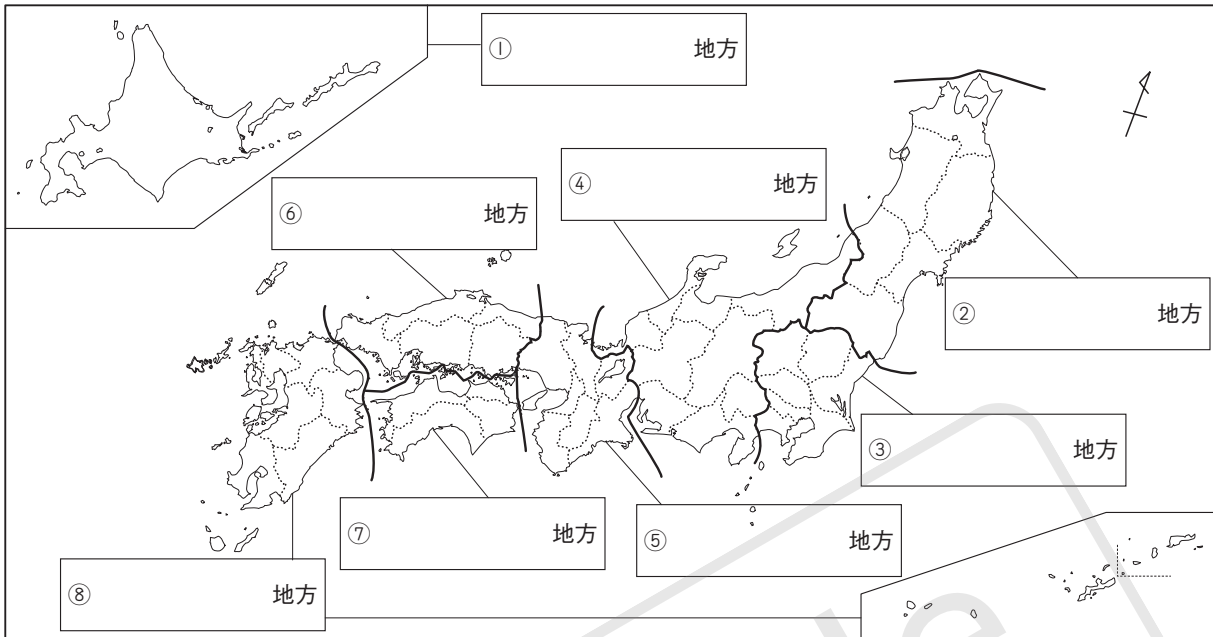 ① 地方
④ 地方
⑥ 地方
② 地方
③ 地方
⑦ 地方
⑤ 地方
⑧ 地方